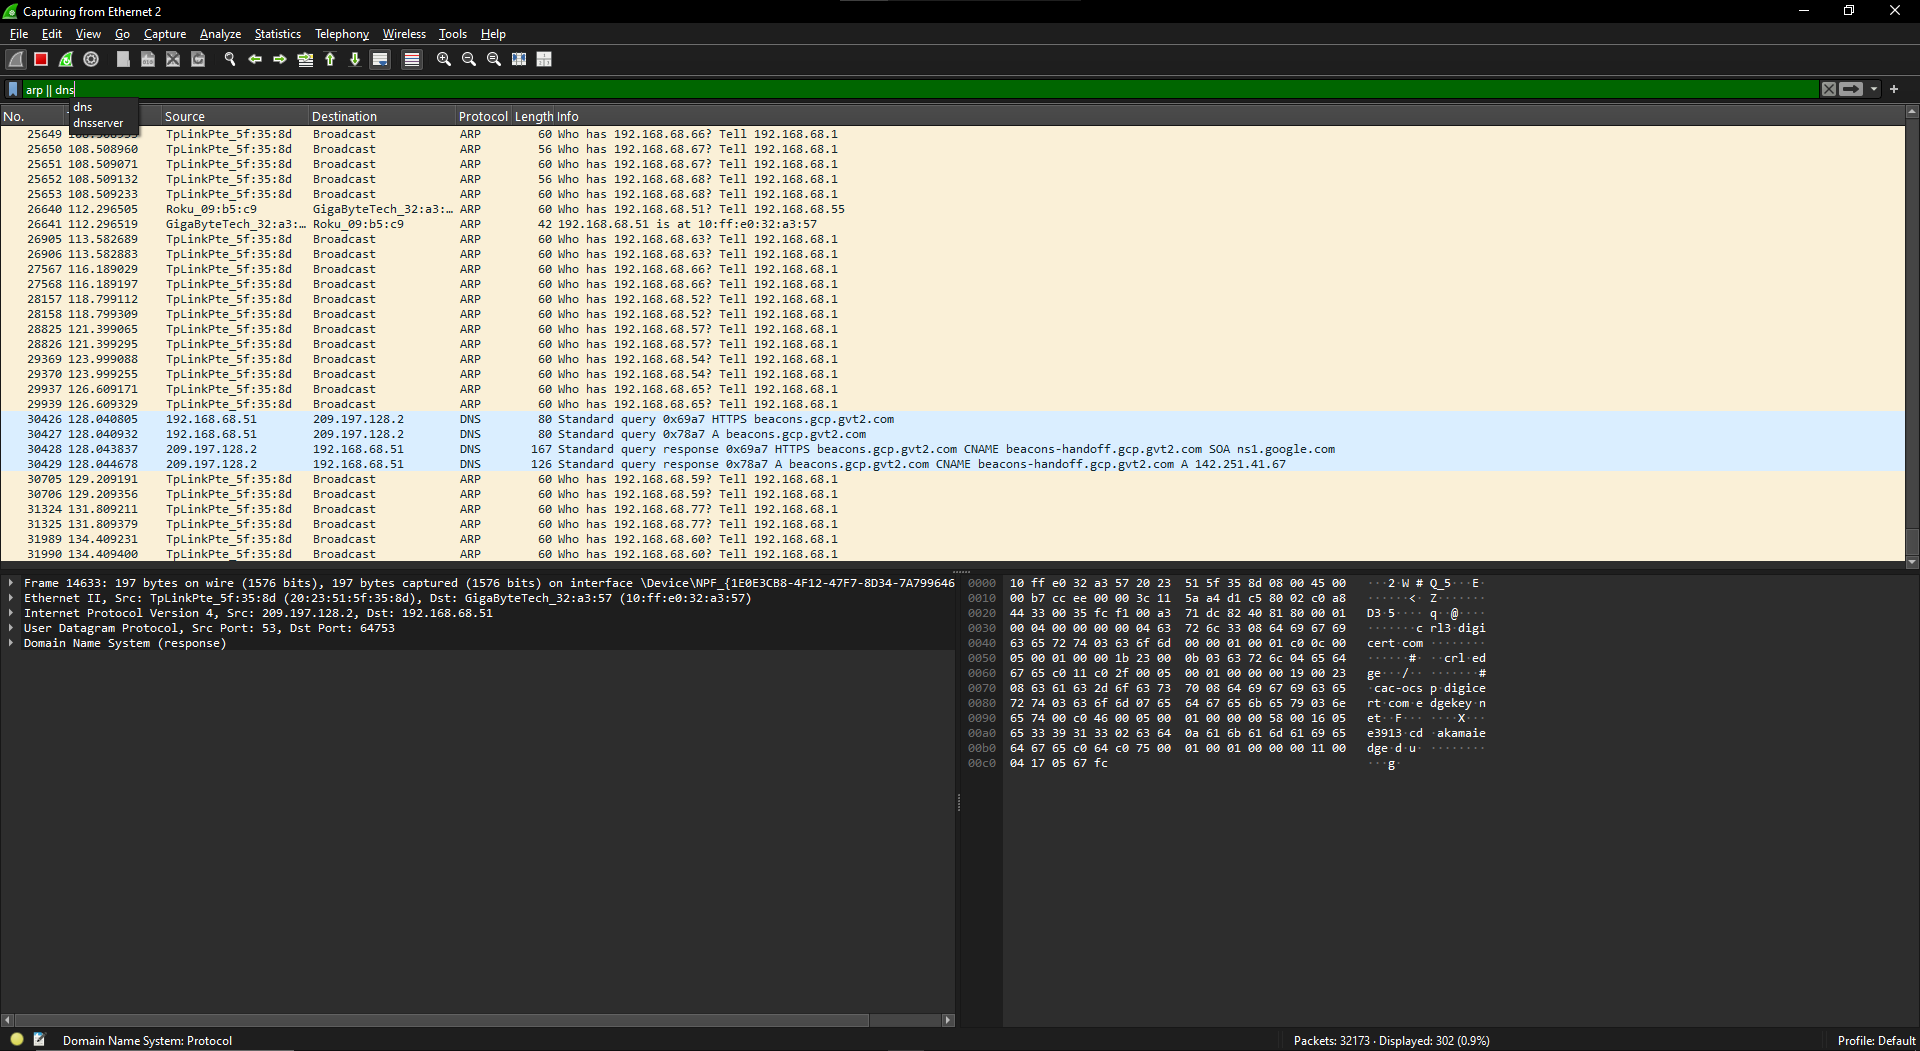 Capturing from Ethernet 2
File Edit View Go Capture Analyze Statistics Telephony Wireless Tools Help
arp || dns
dns
dnsserver
No. Source Destination Protocol Length Info
25649 TpLinkPte_5f:35:8d Broadcast ARP 60 Who has 192.168.68.66? Tell 192.168.68.1
25650 108.508960 TpLinkPte_5f:35:8d Broadcast ARP 56 Who has 192.168.68.67? Tell 192.168.68.1
25651 108.509071 TpLinkPte_5f:35:8d Broadcast ARP 60 Who has 192.168.68.67? Tell 192.168.68.1
25652 108.509132 TpLinkPte_5f:35:8d Broadcast ARP 56 Who has 192.168.68.68? Tell 192.168.68.1
25653 108.509233 TpLinkPte_5f:35:8d Broadcast ARP 60 Who has 192.168.68.68? Tell 192.168.68.1
26640 112.296505 Roku_09:b5:c9 GigaByteTech_32:a3:… ARP 60 Who has 192.168.68.51? Tell 192.168.68.55
26641 112.296519 GigaByteTech_32:a3:… Roku_09:b5:c9 ARP 42 192.168.68.51 is at 10:ff:e0:32:a3:57
26905 113.582689 TpLinkPte_5f:35:8d Broadcast ARP 60 Who has 192.168.68.63? Tell 192.168.68.1
26906 113.582883 TpLinkPte_5f:35:8d Broadcast ARP 60 Who has 192.168.68.63? Tell 192.168.68.1
27567 116.189029 TpLinkPte_5f:35:8d Broadcast ARP 60 Who has 192.168.68.66? Tell 192.168.68.1
27568 116.189197 TpLinkPte_5f:35:8d Broadcast ARP 60 Who has 192.168.68.66? Tell 192.168.68.1
28157 118.799112 TpLinkPte_5f:35:8d Broadcast ARP 60 Who has 192.168.68.52? Tell 192.168.68.1
28158 118.799309 TpLinkPte_5f:35:8d Broadcast ARP 60 Who has 192.168.68.52? Tell 192.168.68.1
28825 121.399065 TpLinkPte_5f:35:8d Broadcast ARP 60 Who has 192.168.68.57? Tell 192.168.68.1
28826 121.399295 TpLinkPte_5f:35:8d Broadcast ARP 60 Who has 192.168.68.57? Tell 192.168.68.1
29369 123.999088 TpLinkPte_5f:35:8d Broadcast ARP 60 Who has 192.168.68.54? Tell 192.168.68.1
29370 123.999255 TpLinkPte_5f:35:8d Broadcast ARP 60 Who has 192.168.68.54? Tell 192.168.68.1
29937 126.609171 TpLinkPte_5f:35:8d Broadcast ARP 60 Who has 192.168.68.65? Tell 192.168.68.1
29939 126.609329 TpLinkPte_5f:35:8d Broadcast ARP 60 Who has 192.168.68.65? Tell 192.168.68.1
30426 128.040805 192.168.68.51 209.197.128.2 DNS 80 Standard query 0x69a7 HTTPS beacons.gcp.gvt2.com
30427 128.040932 192.168.68.51 209.197.128.2 DNS 80 Standard query 0x78a7 A beacons.gcp.gvt2.com
30428 128.043837 209.197.128.2 192.168.68.51 DNS 167 Standard query response 0x69a7 HTTPS beacons.gcp.gvt2.com CNAME beacons-handoff.gcp.gvt2.com SOA ns1.google.com
30429 128.044678 209.197.128.2 192.168.68.51 DNS 126 Standard query response 0x78a7 A beacons.gcp.gvt2.com CNAME beacons-handoff.gcp.gvt2.com A 142.251.41.67
30705 129.209191 TpLinkPte_5f:35:8d Broadcast ARP 60 Who has 192.168.68.59? Tell 192.168.68.1
30706 129.209356 TpLinkPte_5f:35:8d Broadcast ARP 60 Who has 192.168.68.59? Tell 192.168.68.1
31324 131.809211 TpLinkPte_5f:35:8d Broadcast ARP 60 Who has 192.168.68.77? Tell 192.168.68.1
31325 131.809379 TpLinkPte_5f:35:8d Broadcast ARP 60 Who has 192.168.68.77? Tell 192.168.68.1
31989 134.409231 TpLinkPte_5f:35:8d Broadcast ARP 60 Who has 192.168.68.60? Tell 192.168.68.1
31990 134.409400 TpLinkPte_5f:35:8d Broadcast ARP 60 Who has 192.168.68.60? Tell 192.168.68.1
Frame 14633: 197 bytes on wire (1576 bits), 197 bytes captured (1576 bits) on interface \Device\NPF_{1E0E3CB8-4F12-47F7-8D34-7A799646
Ethernet II, Src: TpLinkPte_5f:35:8d (20:23:51:5f:35:8d), Dst: GigaByteTech_32:a3:57 (10:ff:e0:32:a3:57)
Internet Protocol Version 4, Src: 209.197.128.2, Dst: 192.168.68.51
User Datagram Protocol, Src Port: 53, Dst Port: 64753
Domain Name System (response)
0000 10 ff e0 32 a3 57 20 23 51 5f 35 8d 08 00 45 00 ···2·W # Q_5···E·
0010 00 b7 cc ee 00 00 3c 11 5a a4 d1 c5 80 02 c0 a8 ······<· Z·······
0020 44 33 00 35 fc f1 00 a3 71 dc 82 40 81 80 00 01 D3·5···· q··@····
0030 00 04 00 00 00 00 04 63 72 6c 33 08 64 69 67 69 ·······c rl3·digi
0040 63 65 72 74 03 63 6f 6d 00 00 01 00 01 c0 0c 00 cert·com ········
0050 05 00 01 00 00 1b 23 00 0b 03 63 72 6c 04 65 64 ······#· ··crl·ed
0060 67 65 c0 11 c0 2f 00 05 00 01 00 00 00 19 00 23 ge···/·· ·······#
0070 08 63 61 63 2d 6f 63 73 70 08 64 69 67 69 63 65 ·cac-ocs p·digice
0080 72 74 03 63 6f 6d 07 65 64 67 65 6b 65 79 03 6e rt·com·e dgekey·n
0090 65 74 00 c0 46 00 05 00 01 00 00 00 58 00 16 05 et··F··· ····X···
00a0 65 33 39 31 33 02 63 64 0a 61 6b 61 6d 61 69 65 e3913·cd ·akamaie
00b0 64 67 65 c0 64 c0 75 00 01 00 01 00 00 00 11 00 dge·d·u· ········
00c0 04 17 05 67 fc ···g·
Domain Name System: Protocol
Packets: 32173 · Displayed: 302 (0.9%)
Profile: Default